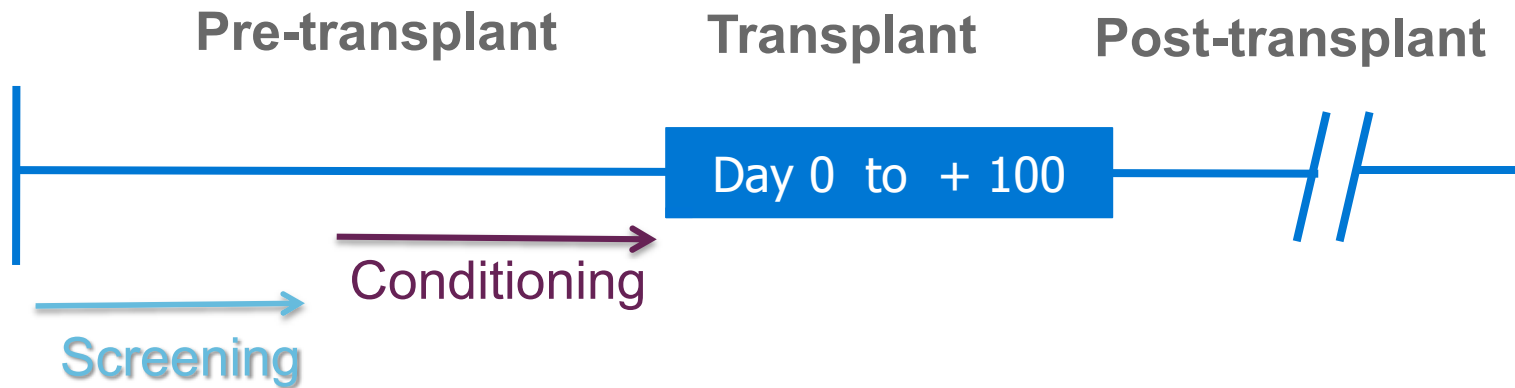 Pre-transplant Transplant Post-transplant
Day 0 to + 100
Conditioning
Screening